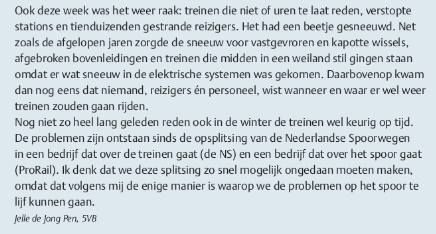 Ook deze week was het weer raak: treinen die niet of uren te laat reden, verstopte
stations en tienduizenden gestrande reizigers. Het had een beetje gesneeuwd. Net
zoals de afgelopen jaren zorgde de sneeuw voor vastgevroren en kapotte wissels,
afgebroken bovenleidingen en treinen die midden in een weiland stil gingen staan
omdat er wat sneeuw in de elektrische systemen was gekomen. Daarbovenop kwam
dan nog eens dat niemand, reizigers én personeel, wist wanneer en waar er wel weer
treinen zouden gaan rijden.
Nog niet zo heel lang geleden reden ook in de winter de treinen wel keurig op tijd.
De problemen zijn ontstaan sinds de opsplitsing van de Nederlandse Spoorwegen
in een bedrijf dat over de treinen gaat (de NS) en een bedrijf dat over het spoor gaat
(ProRail). Ik denk dat we deze splitsing zo snel mogelijk ongedaan moeten maken,
omdat dat volgens mij de enige manier is waarop we de problemen op het spoor te
lijf kunnen gaan.
Jelle de Jong Pen, 5VB